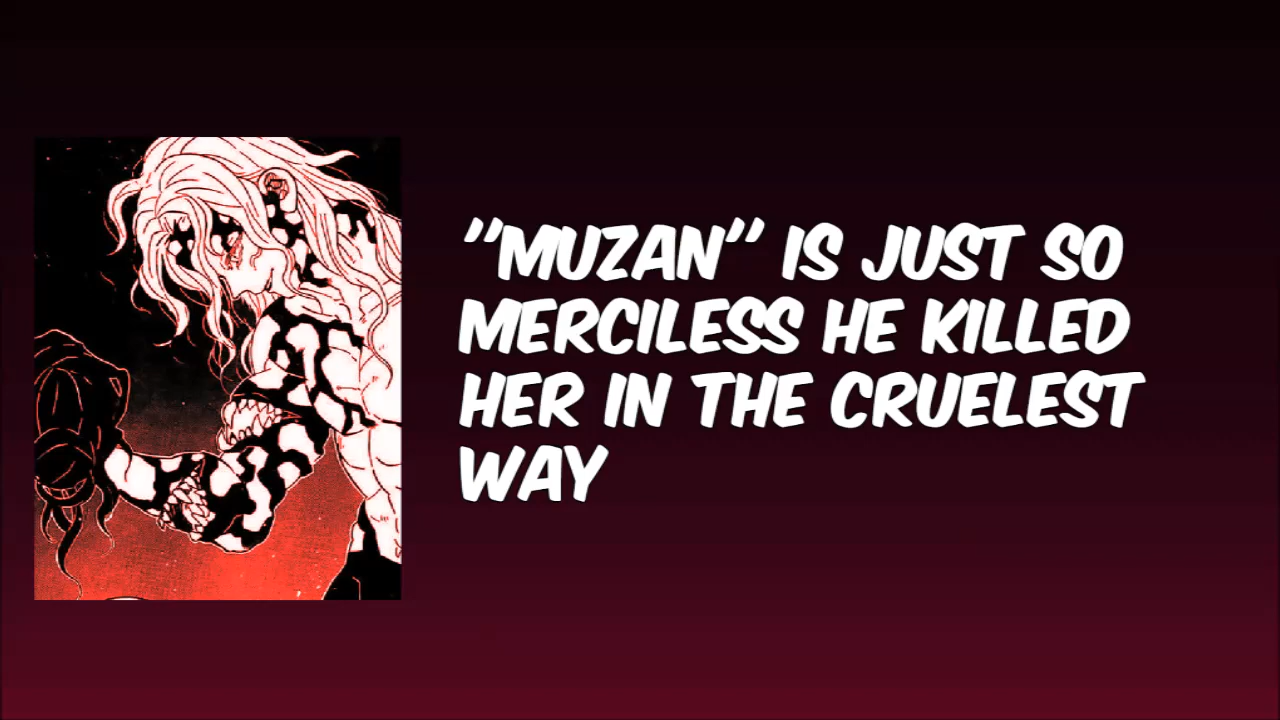 "MUZAN" IS JUST SO
MERCILESS HE KILLED
HER IN THE CRUELEST
WAY